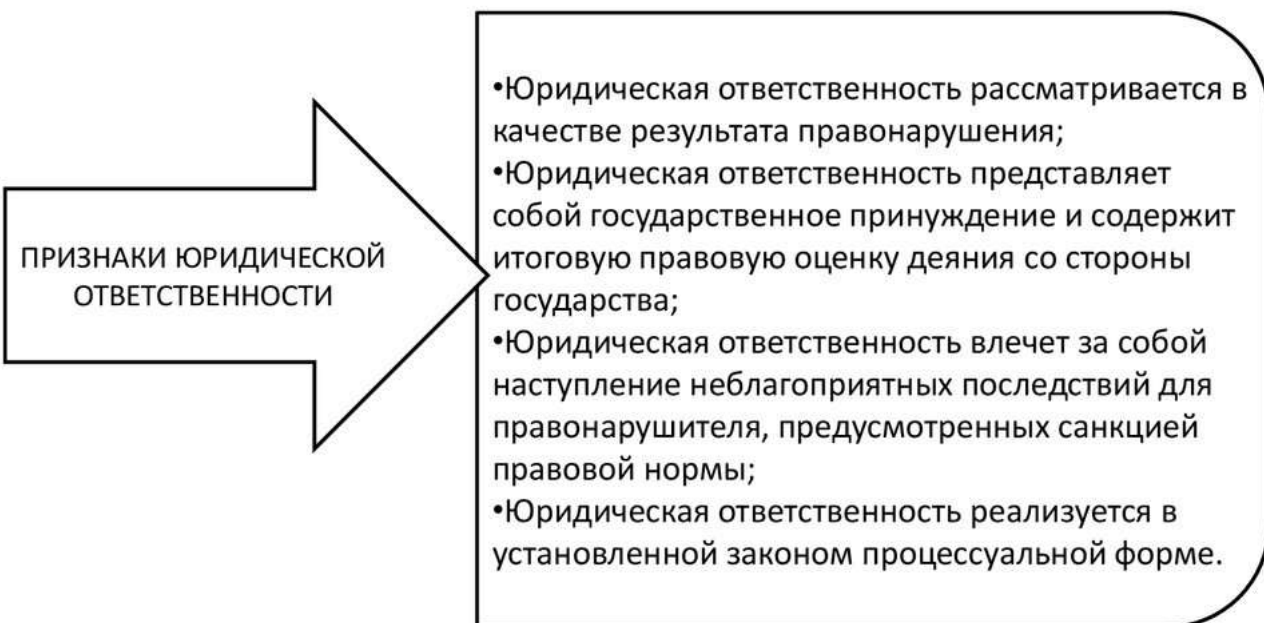 ПРИЗНАКИ ЮРИДИЧЕСКОЙ
ОТВЕТСТВЕННОСТИ
•Юридическая ответственность рассматривается в
качестве результата правонарушения;
•Юридическая ответственность представляет
собой государственное принуждение и содержит
итоговую правовую оценку деяния со стороны
государства;
•Юридическая ответственность влечет за собой
наступление неблагоприятных последствий для
правонарушителя, предусмотренных санкцией
правовой нормы;
•Юридическая ответственность реализуется в
установленной законом процессуальной форме.